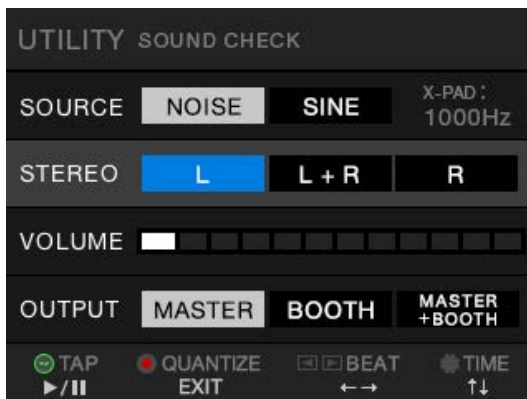 UTILITY SOUND CHECK
SOURCE NOISE SINE X-PAD: 1000Hz
STEREO L L + R R
VOLUME
OUTPUT MASTER BOOTH MASTER +BOOTH
TAP QUANTIZE BEAT TIME
►/II EXIT ←→ ↑↓